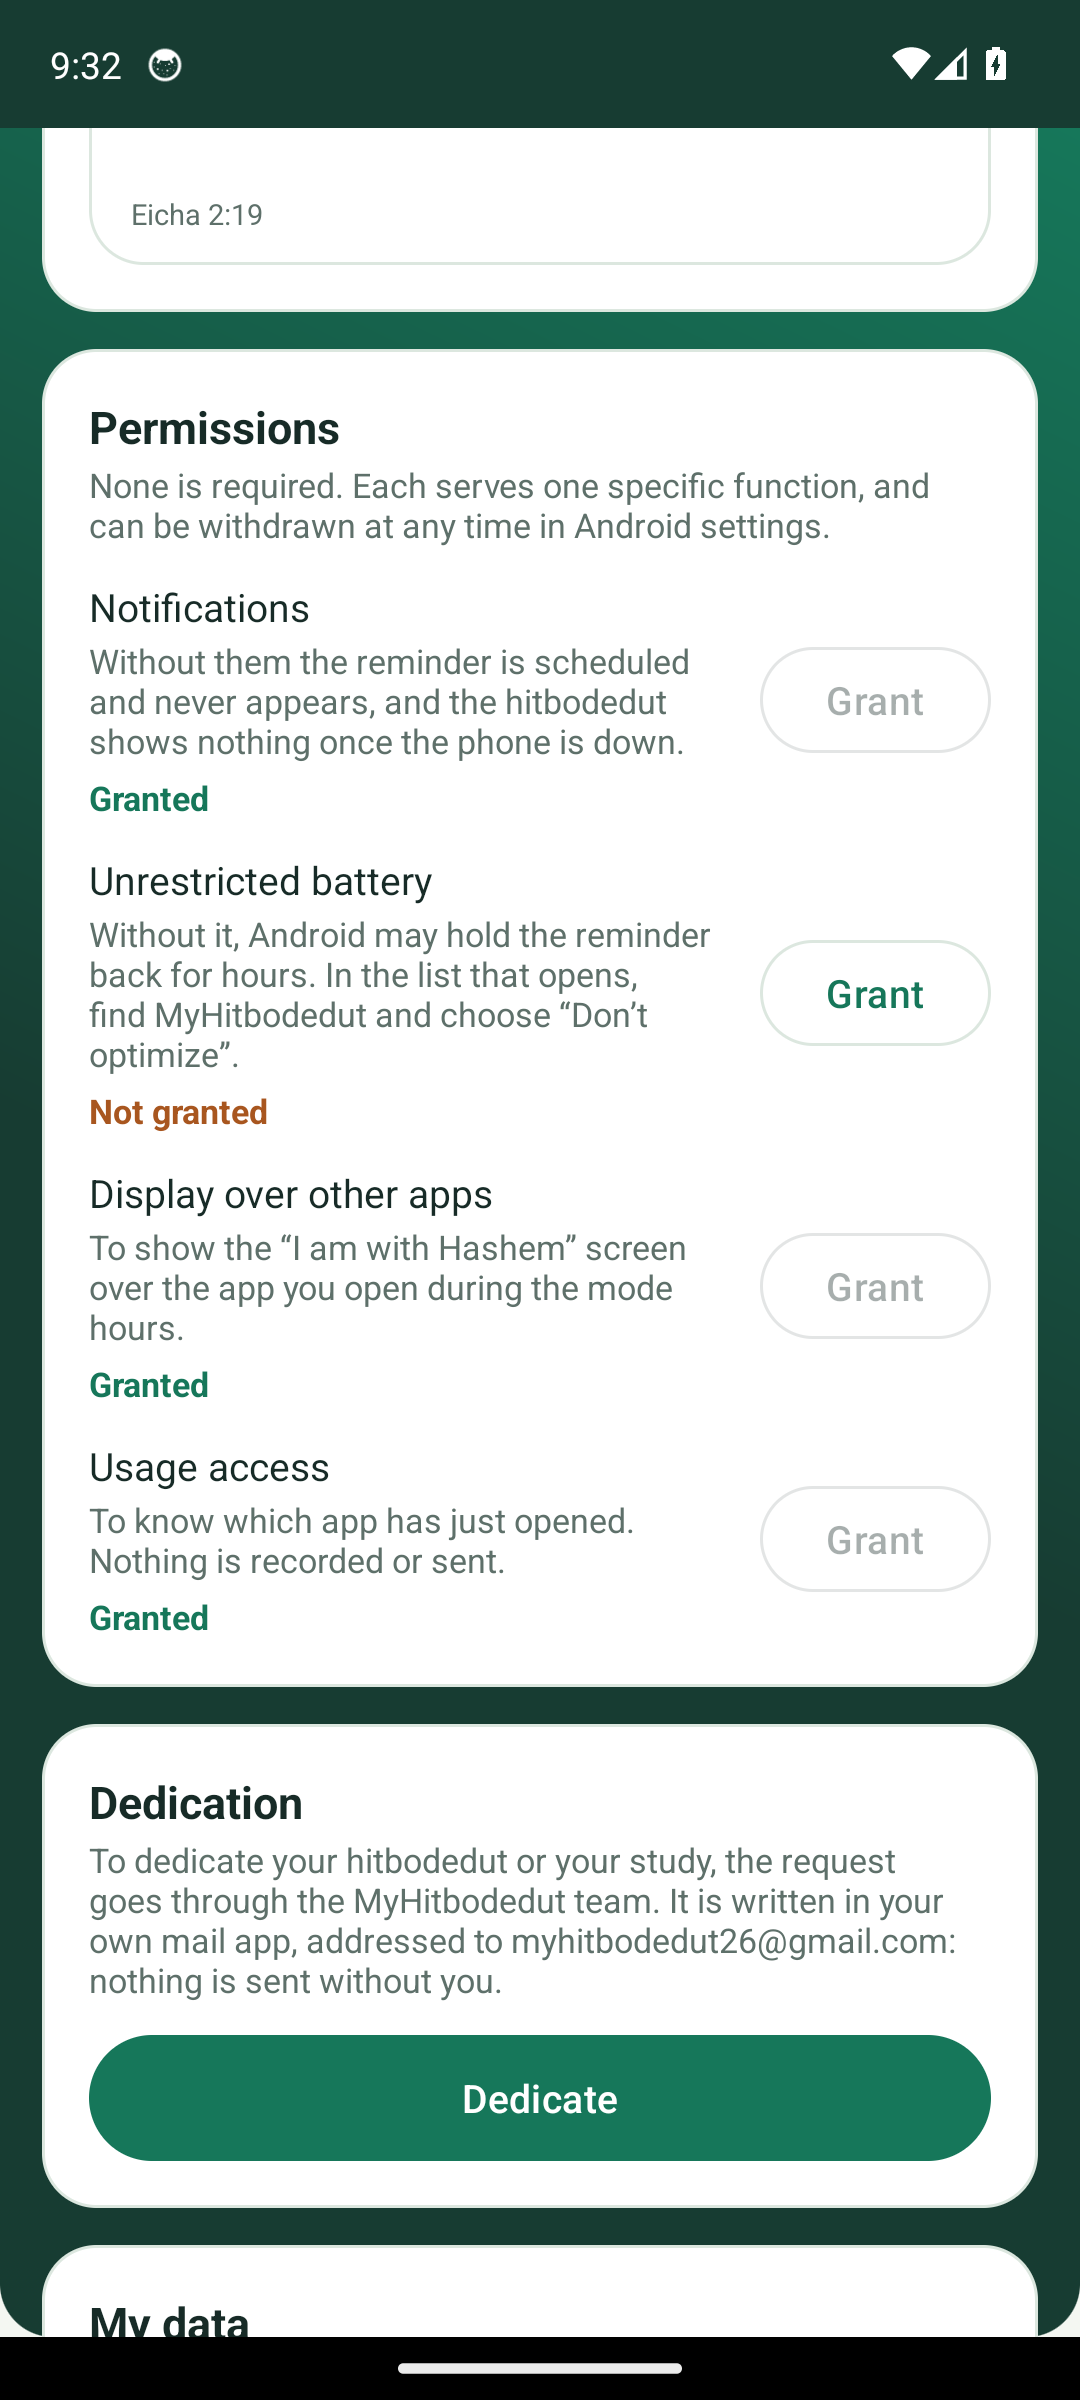 9:32
Eicha 2:19
Permissions
None is required. Each serves one specific function, and
can be withdrawn at any time in Android settings.
Notifications
Without them the reminder is scheduled
and never appears, and the hitbodedut
shows nothing once the phone is down.
Grant
Granted
Unrestricted battery
Without it, Android may hold the reminder
back for hours. In the list that opens,
find MyHitbodedut and choose “Don’t
optimize”.
Grant
Not granted
Display over other apps
To show the “I am with Hashem” screen
over the app you open during the mode
hours.
Grant
Granted
Usage access
To know which app has just opened.
Nothing is recorded or sent.
Grant
Granted
Dedication
To dedicate your hitbodedut or your study, the request
goes through the MyHitbodedut team. It is written in your
own mail app, addressed to myhitbodedut26@gmail.com:
nothing is sent without you.
Dedicate
My data